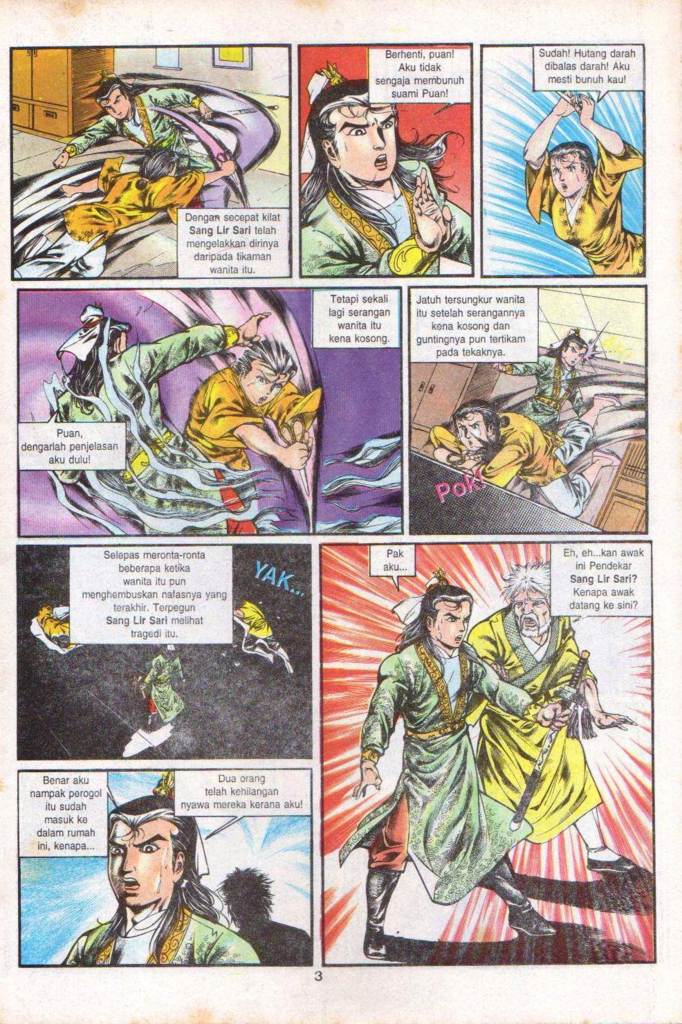 Dengan secepat kilat
Sang Lir Sari telah
mengelakkan dirinya
daripada tikaman
wanita itu.
Berhenti, puan!
Aku tidak
sengaja membunuh
suami Puan!
Sudah! Hutang darah
dibalas darah! Aku
mesti bunuh kau!
Puan,
dengarlah penjelasan
aku dulu!
Tetapi sekali
lagi serangan
wanita itu
kena kosong.
Jatuh tersungkur wanita
itu setelah serangannya
kena kosong dan
guntingnya pun tertikam
pada tekaknya.
Pok!
Selepas meronta-ronta
beberapa ketika
wanita itu pun
menghembuskan nafasnya yang
terakhir. Terpegun
Sang Lir Sari melihat
tragedi itu.
YAK...
Benar aku
nampak perogol
itu sudah
masuk ke
dalam rumah
ini, kenapa...
Dua orang
telah kehilangan
nyawa mereka kerana aku!
Pak
aku...
Eh, eh...kan awak
ini Pendekar
Sang Lir Sari?
Kenapa awak
datang ke sini?
3